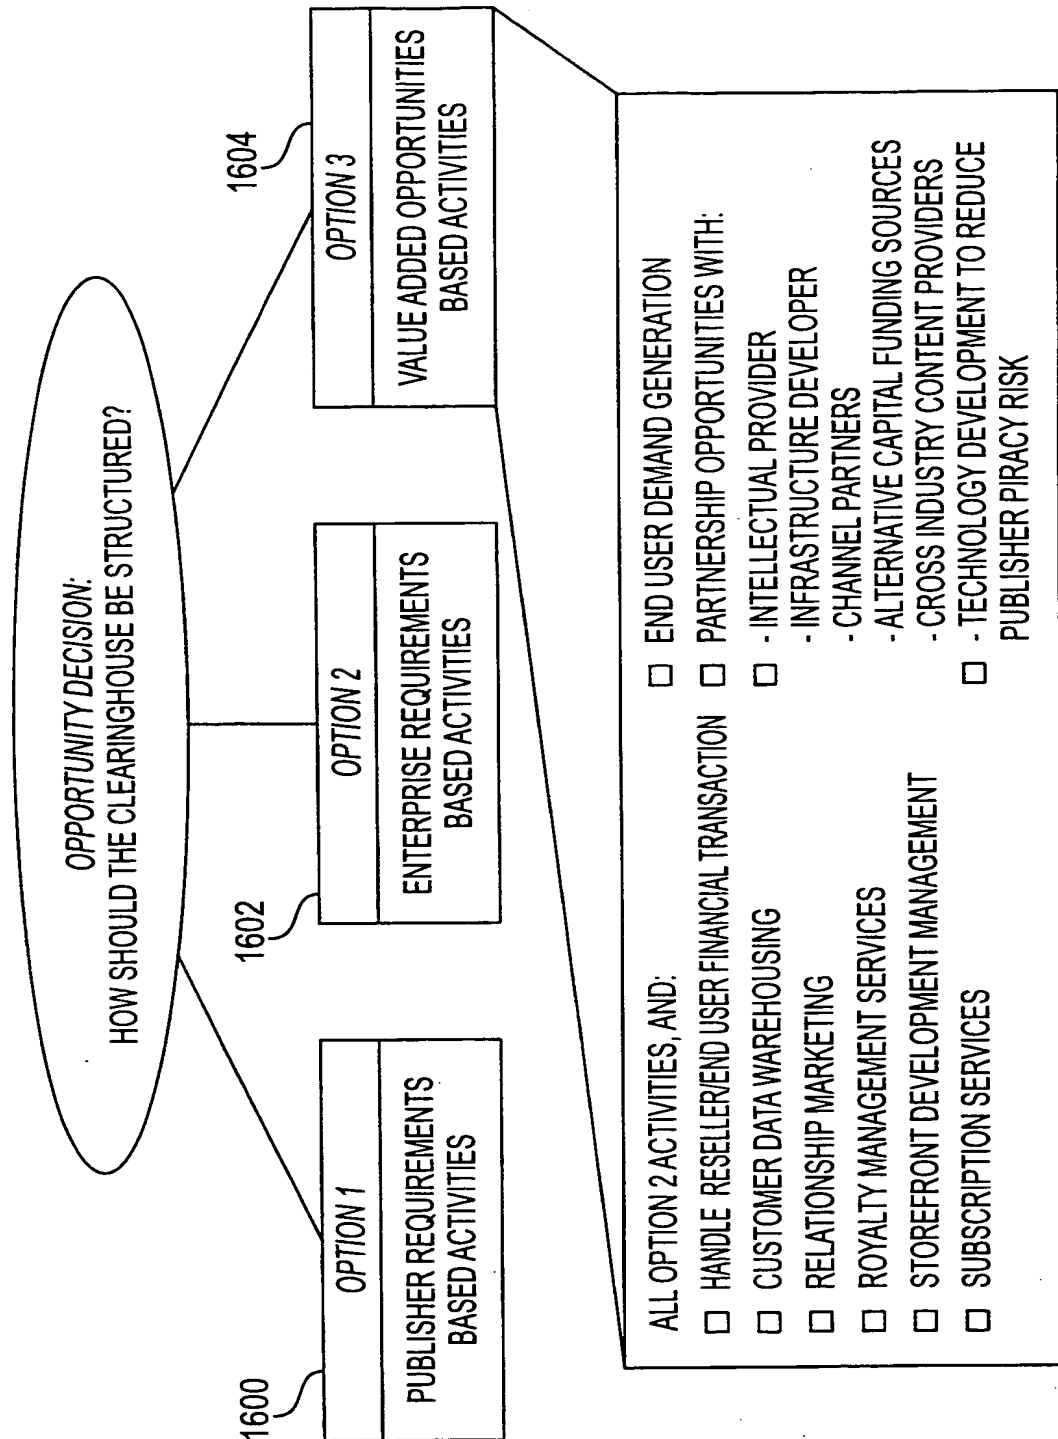 OPPORTUNITY DECISION:
HOW SHOULD THE CLEARINGHOUSE BE STRUCTURED?
1600
OPTION 1
PUBLISHER REQUIREMENTS
BASED ACTIVITIES
1602
OPTION 2
ENTERPRISE REQUIREMENTS
BASED ACTIVITIES
1604
OPTION 3
VALUE ADDED OPPORTUNITIES
BASED ACTIVITIES
ALL OPTION 2 ACTIVITIES, AND:
☐ HANDLE RESELLER/END USER FINANCIAL TRANSACTION
☐ CUSTOMER DATA WAREHOUSING
☐ RELATIONSHIP MARKETING
☐ ROYALTY MANAGEMENT SERVICES
☐ STOREFRONT DEVELOPMENT MANAGEMENT
☐ SUBSCRIPTION SERVICES
☐ END USER DEMAND GENERATION
☐ PARTNERSHIP OPPORTUNITIES WITH:
☐ - INTELLECTUAL PROVIDER
- INFRASTRUCTURE DEVELOPER
- CHANNEL PARTNERS
- ALTERNATIVE CAPITAL FUNDING SOURCES
- CROSS INDUSTRY CONTENT PROVIDERS
☐ - TECHNOLOGY DEVELOPMENT TO REDUCE
PUBLISHER PIRACY RISK